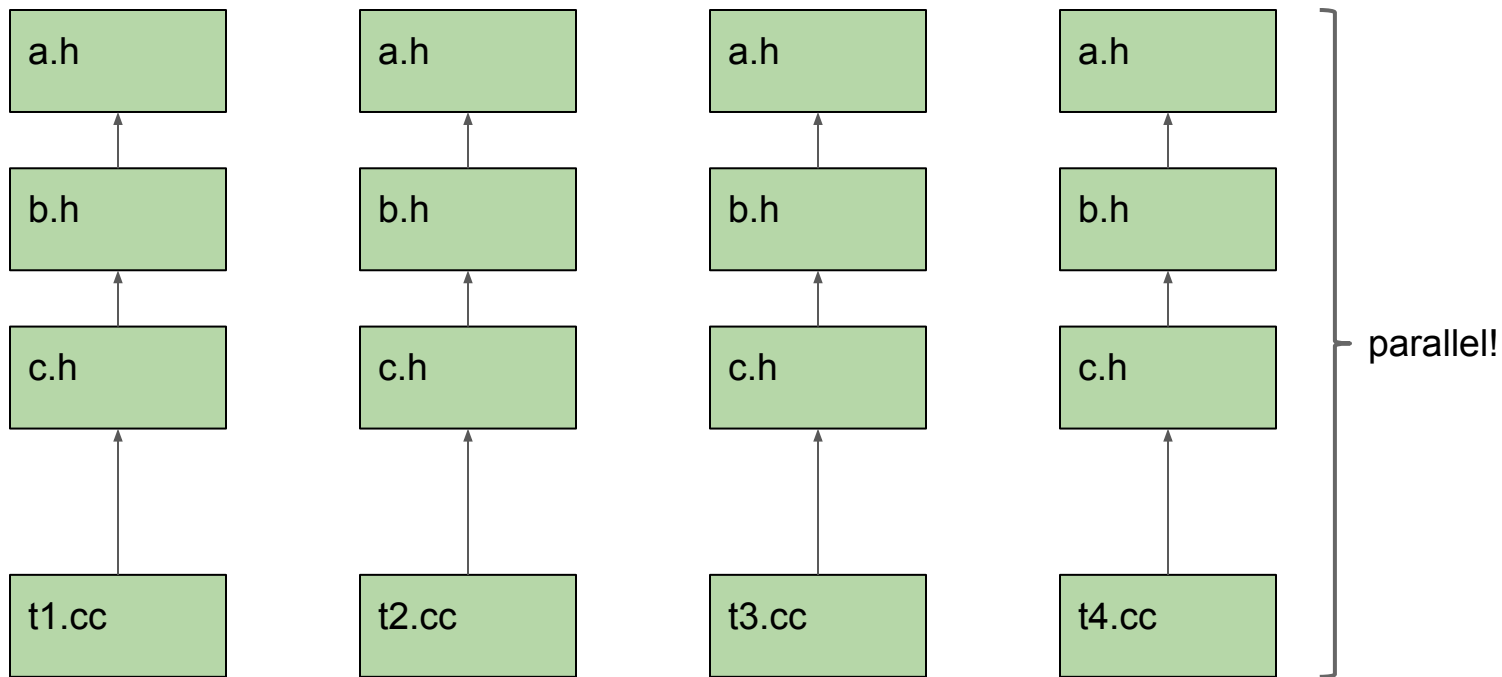 a.h a.h a.h a.h
b.h b.h b.h b.h
parallel!
c.h c.h c.h c.h
t1.cc t2.cc t3.cc t4.cc